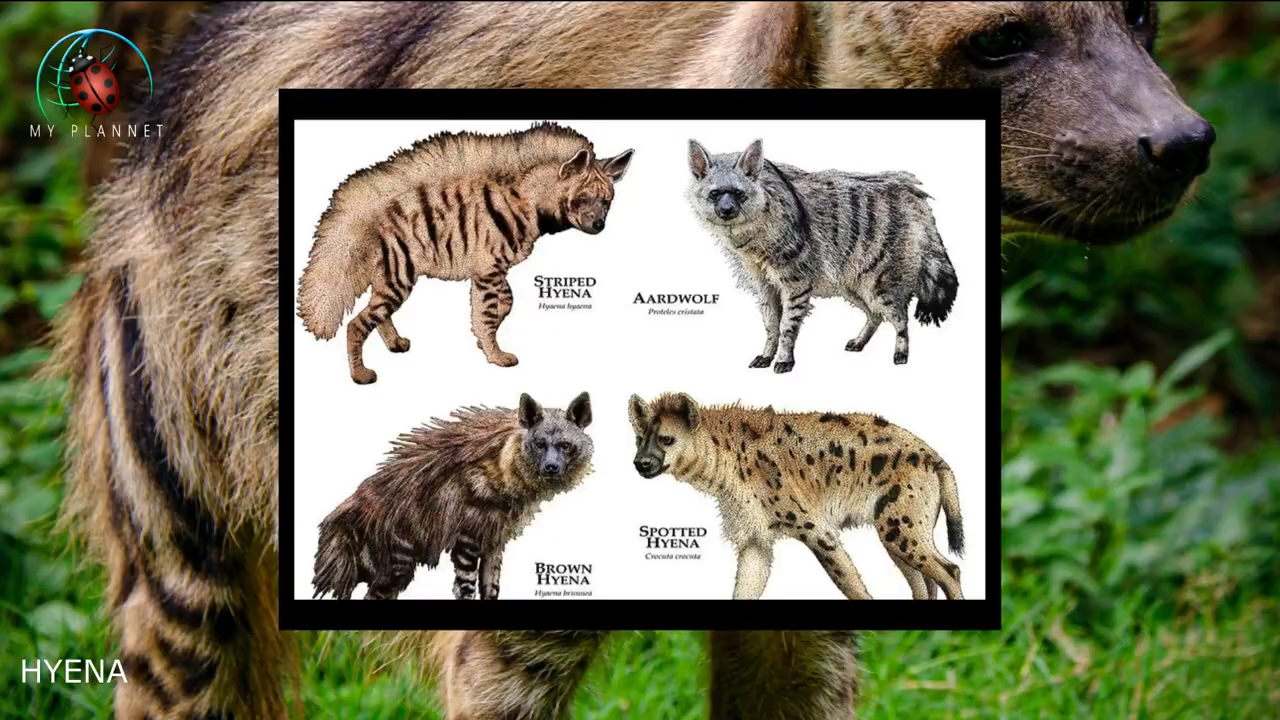 MY PLANNET
STRIPED
HYENA
Hyaena hyaena
AARDWOLF
Proteles cristata
SPOTTED
HYENA
Crocuta crocuta
BROWN
HYENA
Hyaena brunnea
HYENA